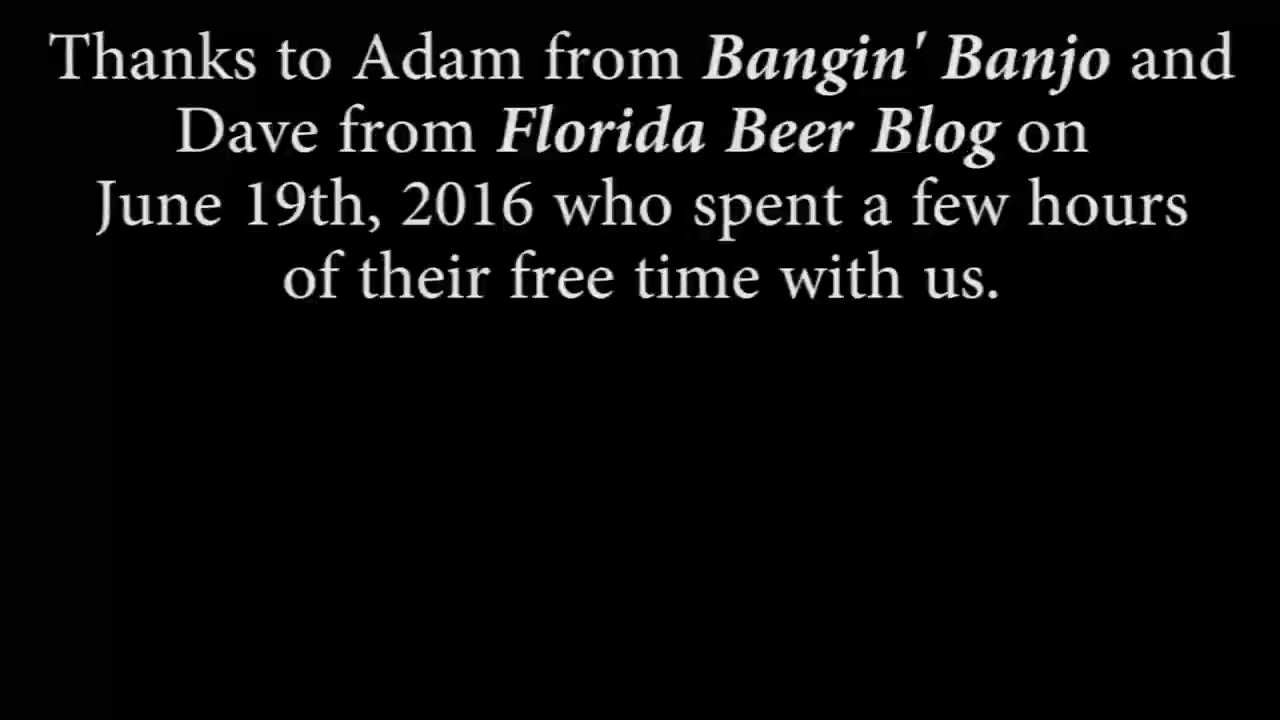 Thanks to Adam from Bangin' Banjo and
Dave from Florida Beer Blog on
June 19th, 2016 who spent a few hours
of their free time with us.